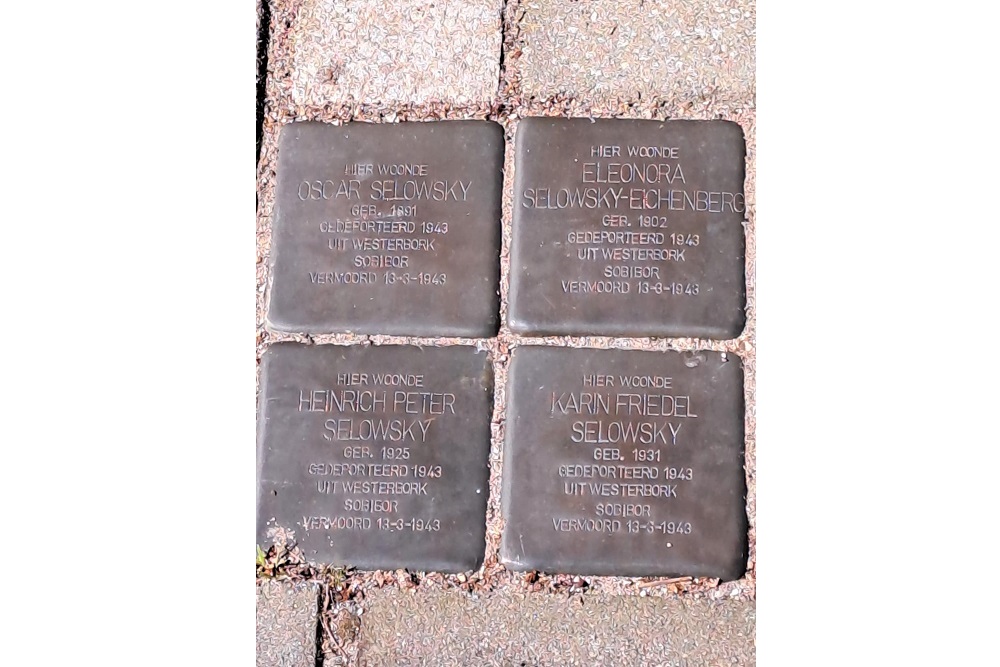 HIER WOONDE
OSCAR SELOWSKY
GEB. 1891
GEDEPORTEERD 1943
UIT WESTERBORK
SOBIBOR
VERMOORD 13-3-1943
HIER WOONDE
ELEONORA
SELOWSKY-EICHENBERG
GEB. 1902
GEDEPORTEERD 1943
UIT WESTERBORK
SOBIBOR
VERMOORD 13-3-1943
HIER WOONDE
HEINRICH PETER
SELOWSKY
GEB. 1925
GEDEPORTEERD 1943
UIT WESTERBORK
SOBIBOR
VERMOORD 13-3-1943
HIER WOONDE
KARIN FRIEDEL
SELOWSKY
GEB. 1931
GEDEPORTEERD 1943
UIT WESTERBORK
SOBIBOR
VERMOORD 13-3-1943